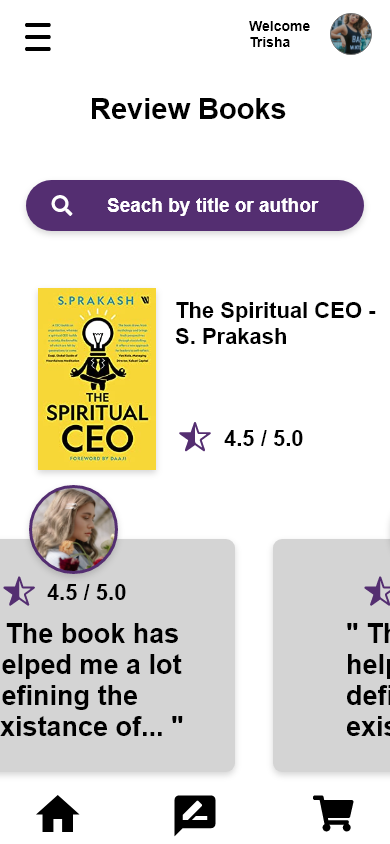 Welcome
Trisha
Review Books
Seach by title or author
S.PRAKASH
The Spiritual CEO -
S. Prakash
THE
SPIRITUAL
CEO
FOREWORD BY DAAJI
4.5 / 5.0
4.5 / 5.0
The book has
elped me a lot
efining the
xistance of... "
" Th
help
defi
exis